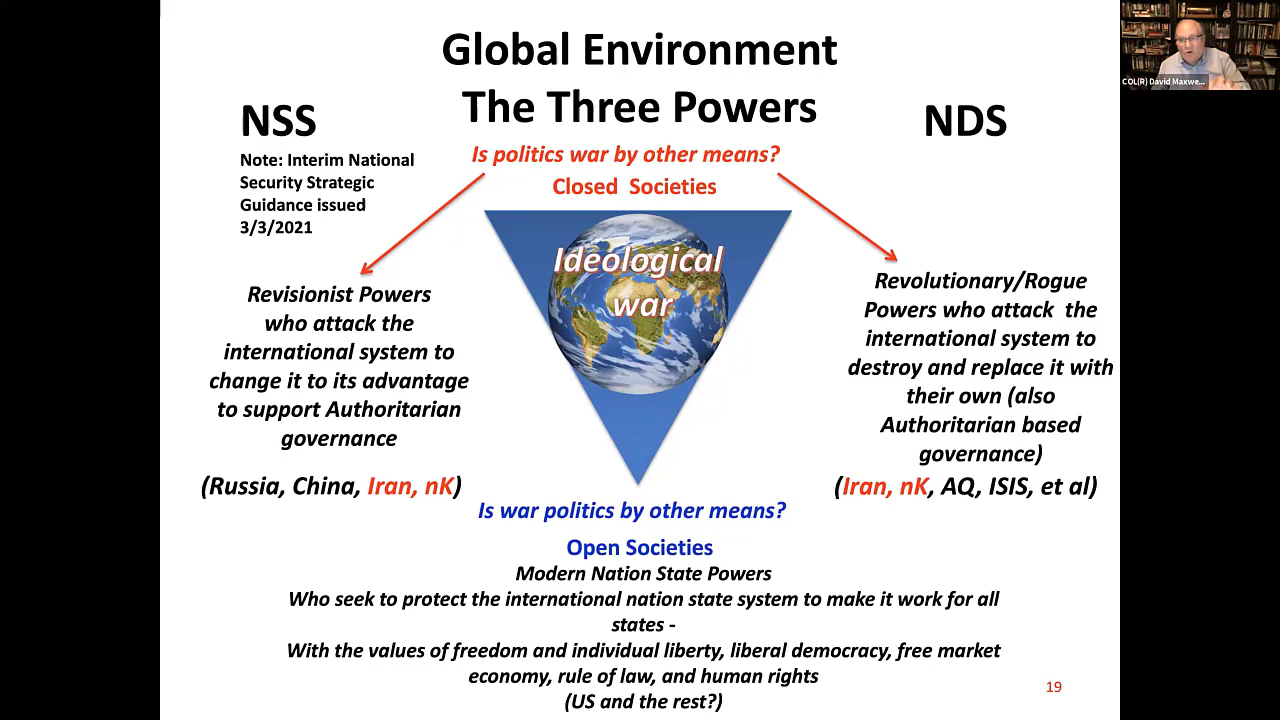 Global Environment
The Three Powers
NSS
NDS
Note: Interim National
Security Strategic
Guidance issued
3/3/2021
Is politics war by other means?
Closed Societies
Ideological
war
Revisionist Powers
who attack the
international system to
change it to its advantage
to support Authoritarian
governance
(Russia, China, Iran, nK)
Revolutionary/Rogue
Powers who attack the
international system to
destroy and replace it with
their own (also
Authoritarian based
governance)
(Iran, nK, AQ, ISIS, et al)
Is war politics by other means?
Open Societies
Modern Nation State Powers
Who seek to protect the international nation state system to make it work for all
states -
With the values of freedom and individual liberty, liberal democracy, free market
economy, rule of law, and human rights
(US and the rest?)
19
COL(R) David Maxwe...